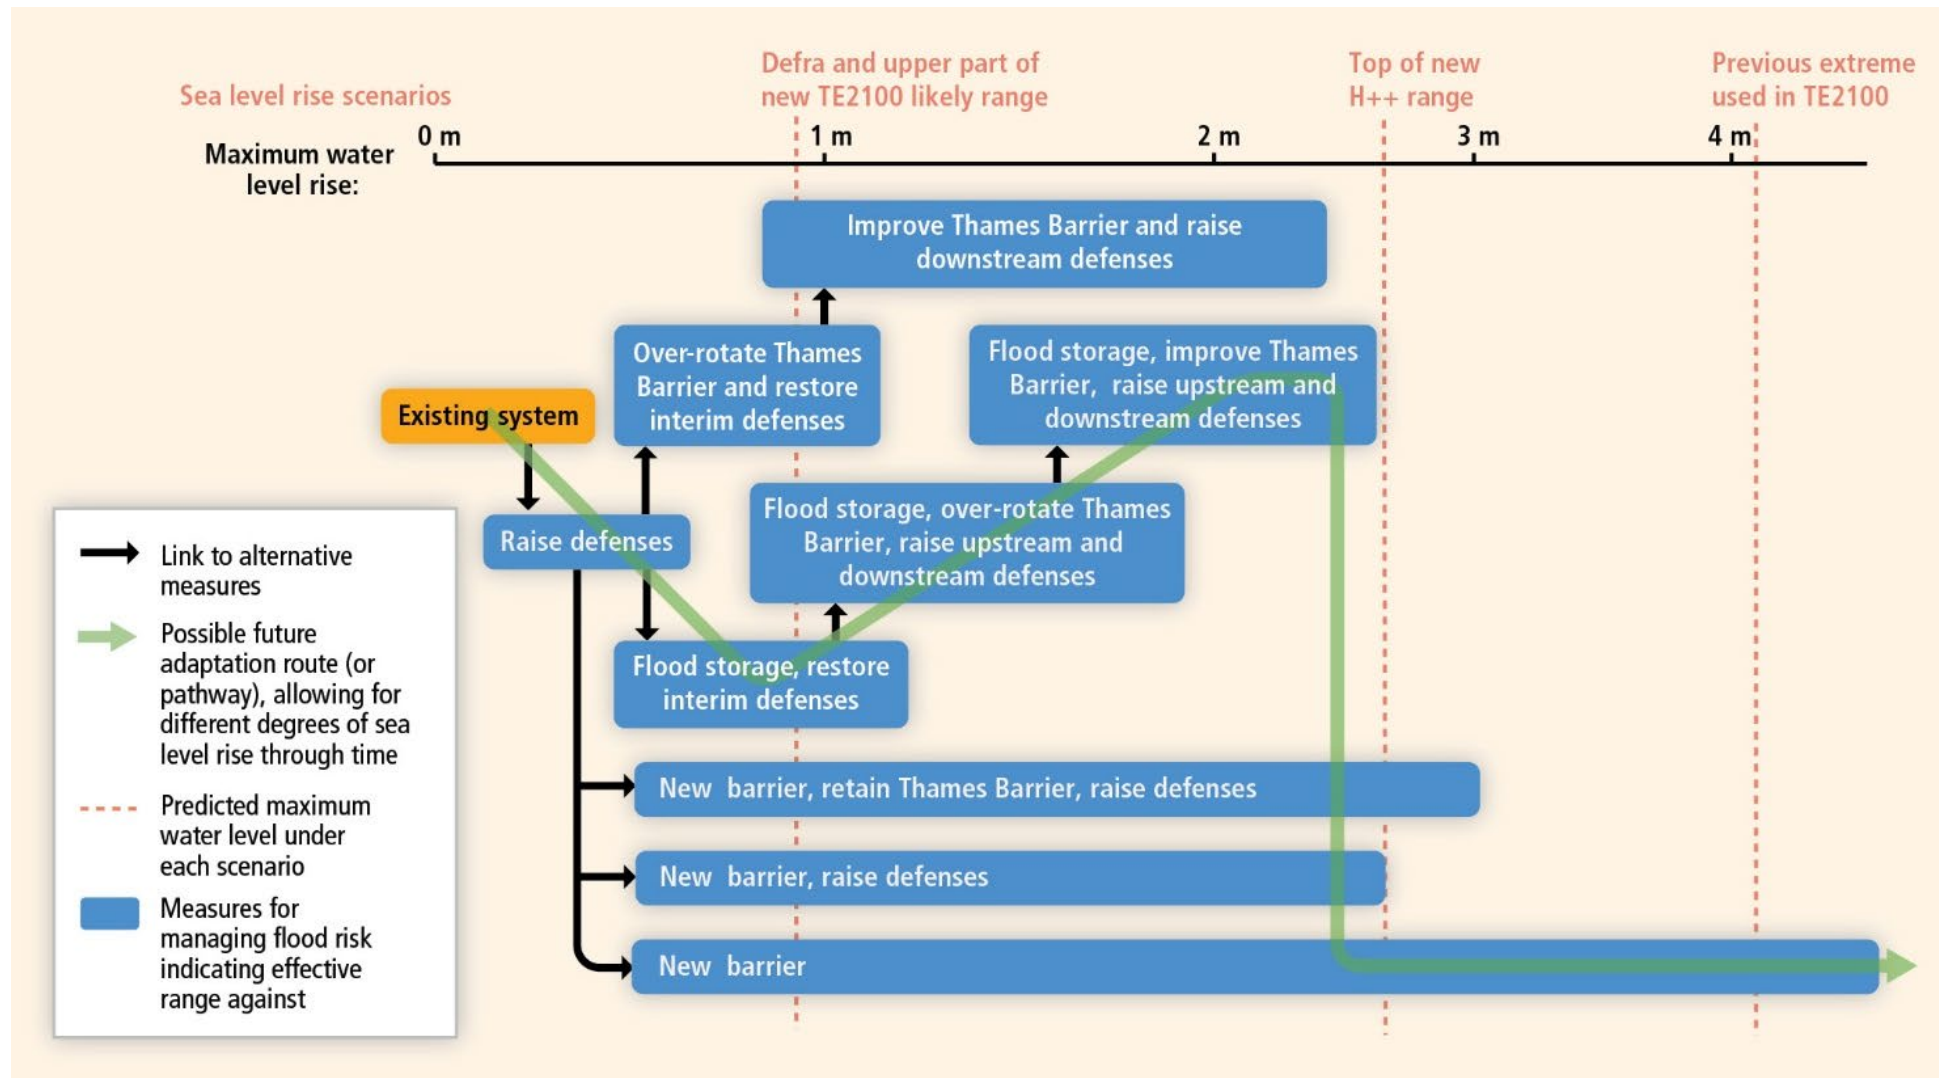 Sea level rise scenarios
Defra and upper part of
new TE2100 likely range
Top of new
H++ range
Previous extreme
used in TE2100
Maximum water
level rise:
0 m
1 m
2 m
3 m
4 m
Improve Thames Barrier and raise
downstream defenses
Over-rotate Thames
Barrier and restore
interim defenses
Flood storage, improve Thames
Barrier, raise upstream and
downstream defenses
Existing system
Raise defenses
Flood storage, over-rotate Thames
Barrier, raise upstream and
downstream defenses
Flood storage, restore
interim defenses
New barrier, retain Thames Barrier, raise defenses
New barrier, raise defenses
New barrier
Link to alternative
measures
Possible future
adaptation route (or
pathway), allowing for
different degrees of sea
level rise through time
Predicted maximum
water level under
each scenario
Measures for
managing flood risk
indicating effective
range against